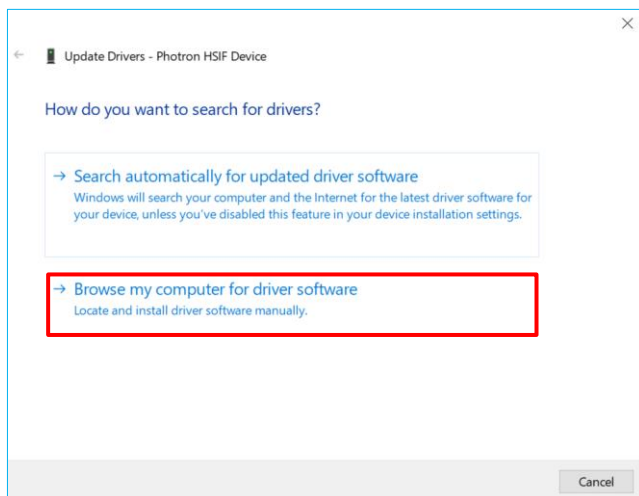 Update Drivers - Photron HSIF Device
How do you want to search for drivers?
Search automatically for updated driver software
Windows will search your computer and the Internet for the latest driver software for
your device, unless you've disabled this feature in your device installation settings.
Browse my computer for driver software
Locate and install driver software manually.
Cancel